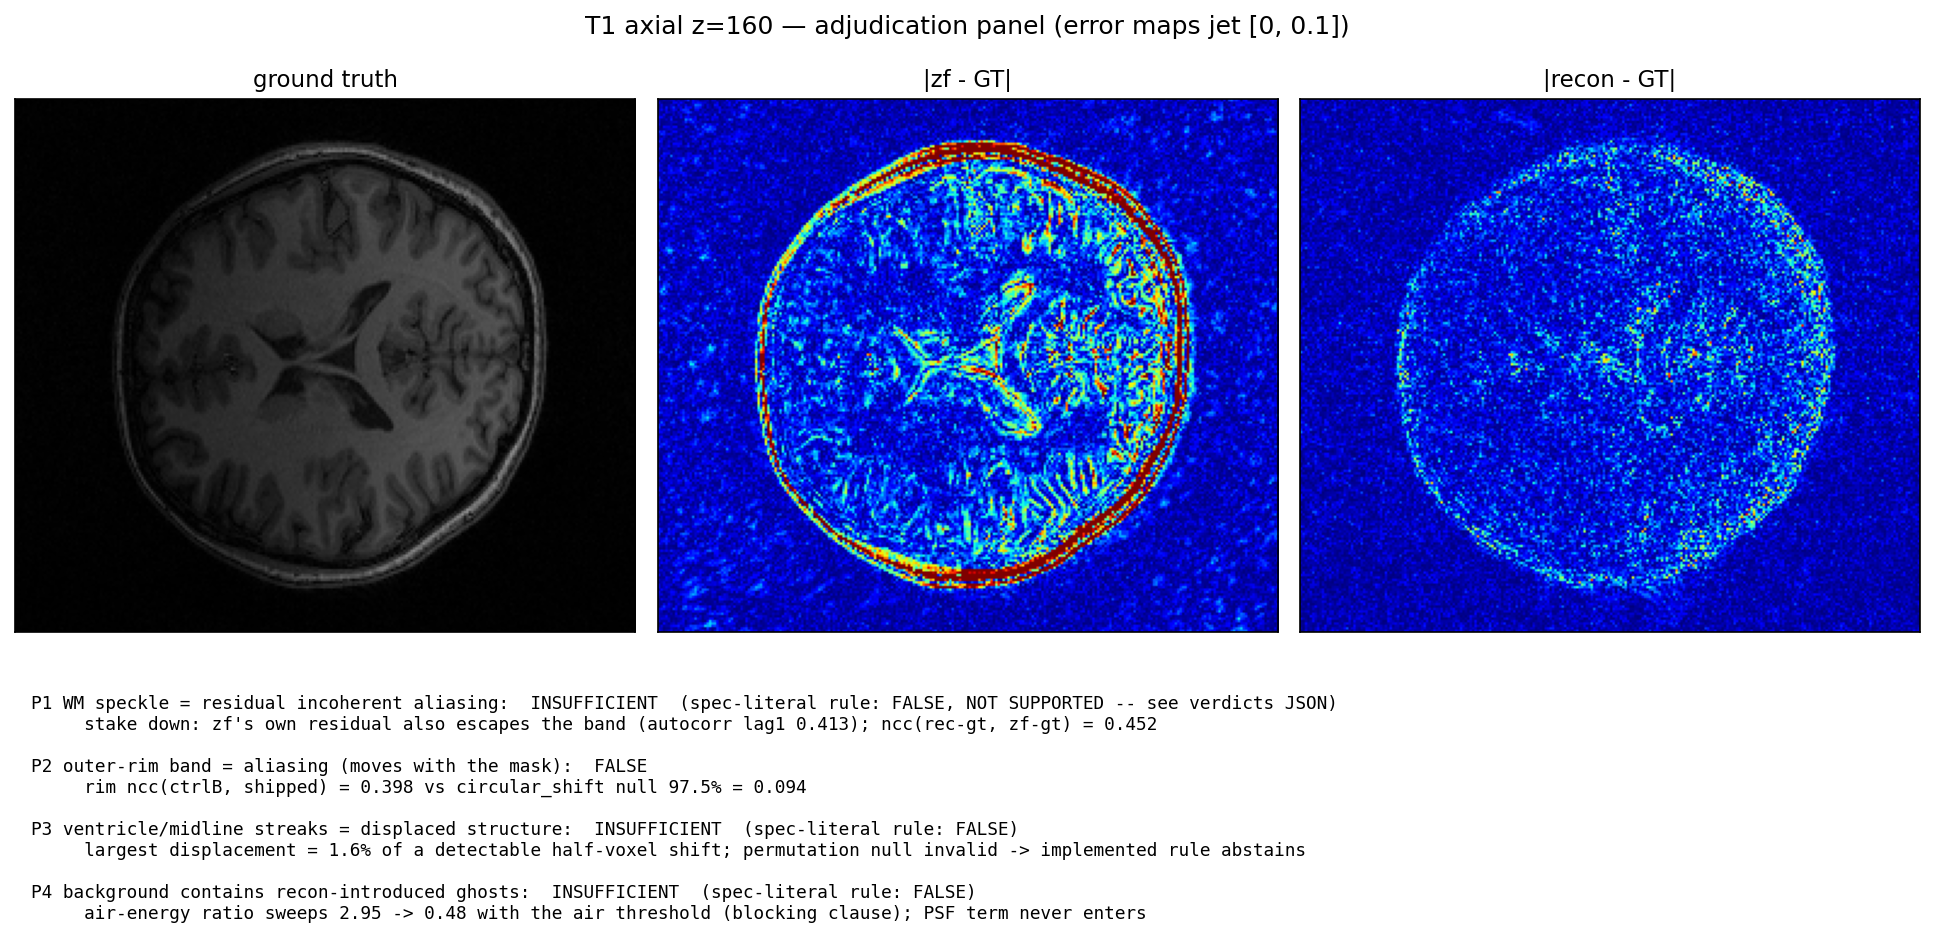 T1 axial z=160 — adjudication panel (error maps jet [0, 0.1])
ground truth
|zf - GT|
|recon - GT|
P1 WM speckle = residual incoherent aliasing:  INSUFFICIENT  (spec-literal rule: FALSE, NOT SUPPORTED -- see verdicts JSON)
stake down: zf's own residual also escapes the band (autocorr lag1 0.413); ncc(rec-gt, zf-gt) = 0.452
P2 outer-rim band = aliasing (moves with the mask):  FALSE
rim ncc(ctrlB, shipped) = 0.398 vs circular_shift null 97.5% = 0.094
P3 ventricle/midline streaks = displaced structure:  INSUFFICIENT  (spec-literal rule: FALSE)
largest displacement = 1.6% of a detectable half-voxel shift; permutation null invalid -> implemented rule abstains
P4 background contains recon-introduced ghosts:  INSUFFICIENT  (spec-literal rule: FALSE)
air-energy ratio sweeps 2.95 -> 0.48 with the air threshold (blocking clause); PSF term never enters